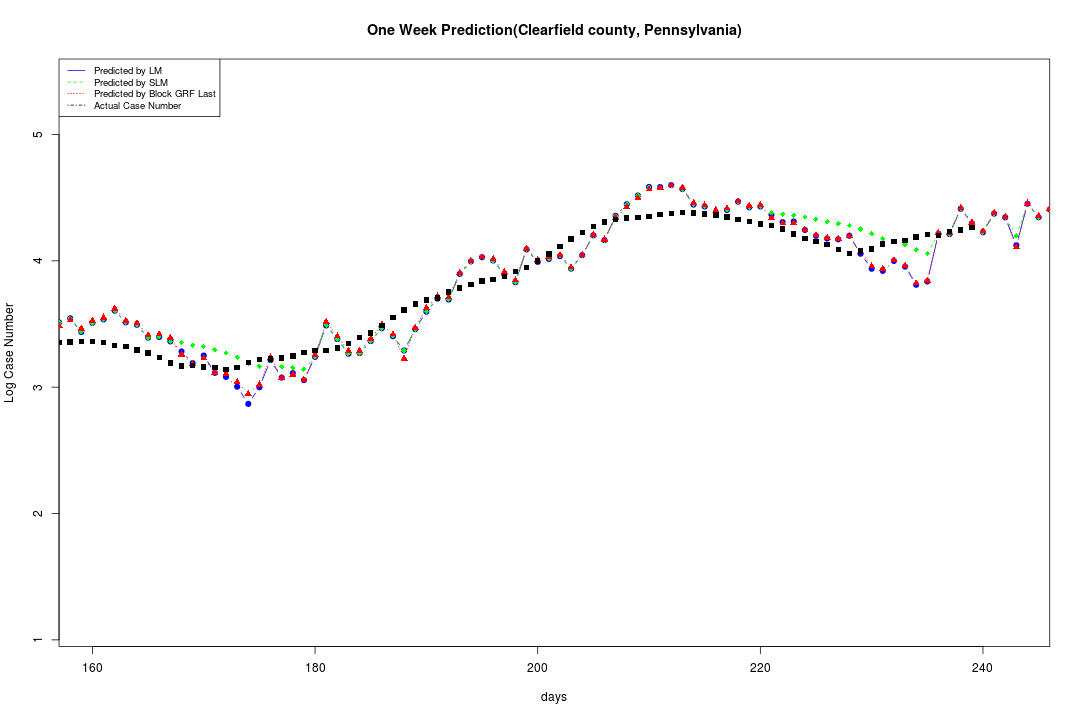 One Week Prediction(Clearfield county, Pennsylvania)
Predicted by LM
Predicted by SLM
Predicted by Block GRF Last
Actual Case Number
Log Case Number
5
4
3
2
1
160 180 200 220 240
days